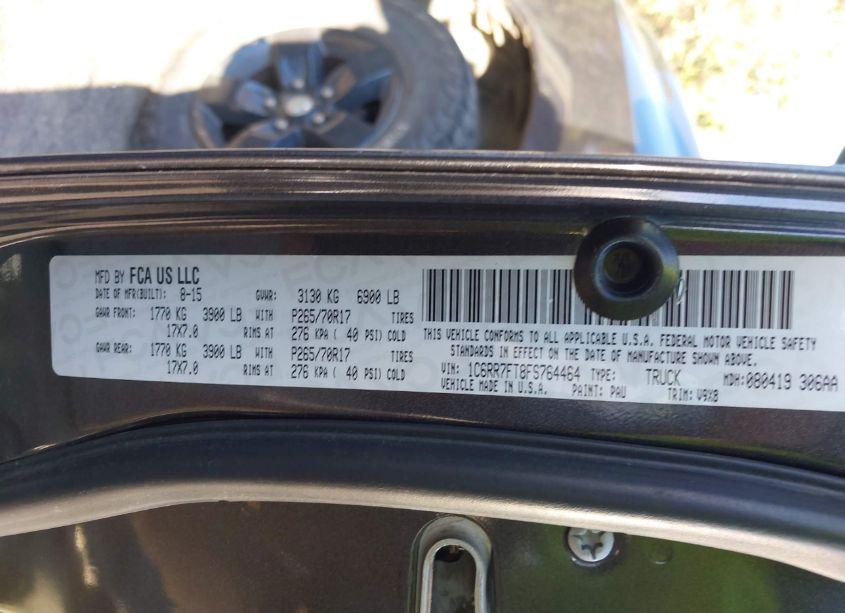 MFD BY FCA US LLC
DATE OF MFR(BUILT): 8-15 GVWR: 3130 KG 6900 LB
GAWR FRONT: 1770 KG 3900 LB WITH P265/70R17 TIRES
17X7.0 RIMS AT 276 KPA ( 40 PSI) COLD
GAWR REAR: 1770 KG 3900 LB WITH P265/70R17 TIRES
17X7.0 RIMS AT 276 KPA ( 40 PSI) COLD
THIS VEHICLE CONFORMS TO ALL APPLICABLE U.S.A. FEDERAL MOTOR VEHICLE SAFETY
STANDARDS IN EFFECT ON THE DATE OF MANUFACTURE SHOWN ABOVE.
VIN: 1C6RR7FT8FS764464 TYPE: TRUCK MDH:080419 306AA
VEHICLE MADE IN U.S.A. PAINT: PAU TRIM: V9X8